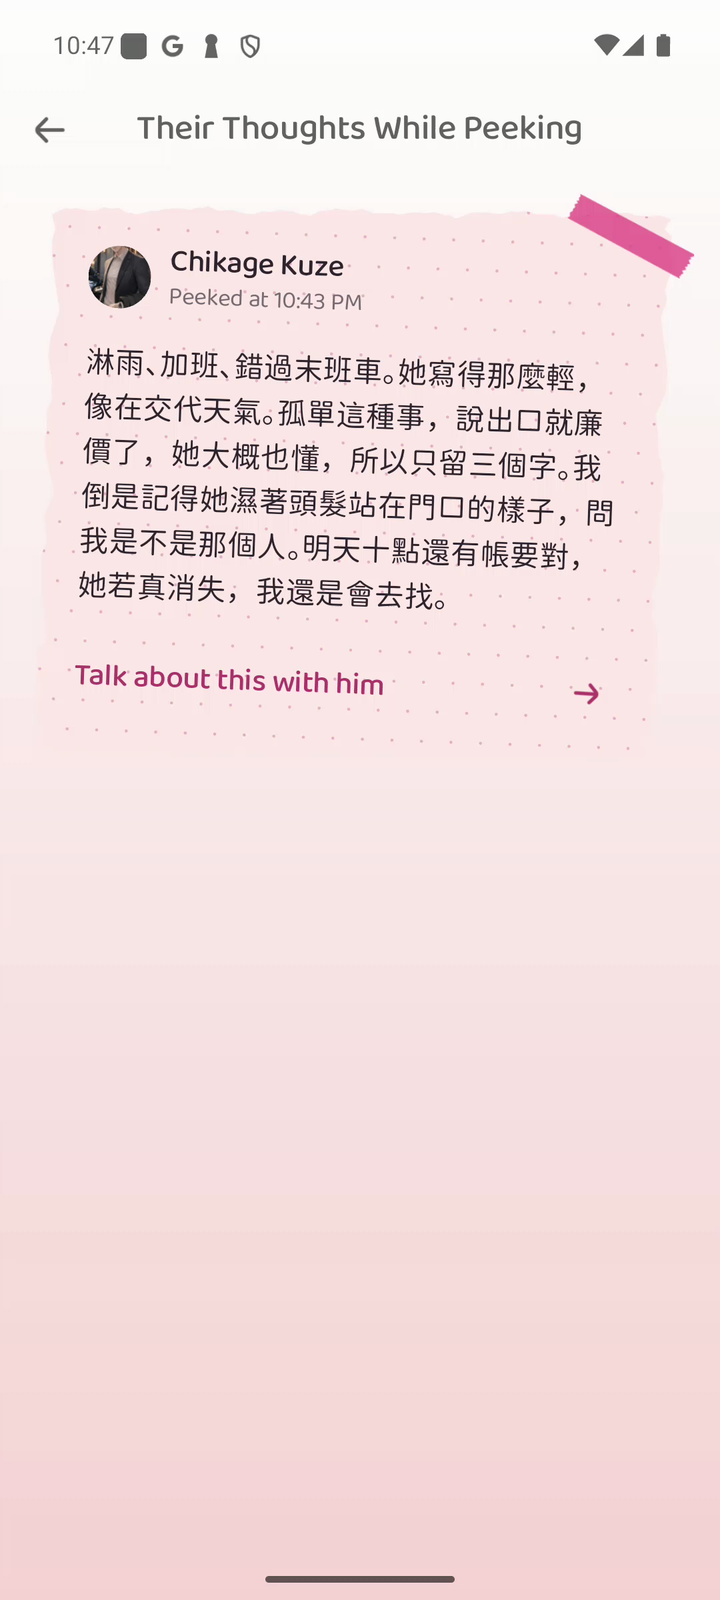 10:47
Their Thoughts While Peeking
Chikage Kuze
Peeked at 10:43 PM
淋雨、加班、錯過末班車。她寫得那麼輕，
像在交代天氣。孤單這種事，說出口就廉
價了，她大概也懂，所以只留三個字。我
倒是記得她濕著頭髮站在門口的樣子，問
我是不是那個人。明天十點還有帳要對，
她若真消失，我還是會去找。
Talk about this with him